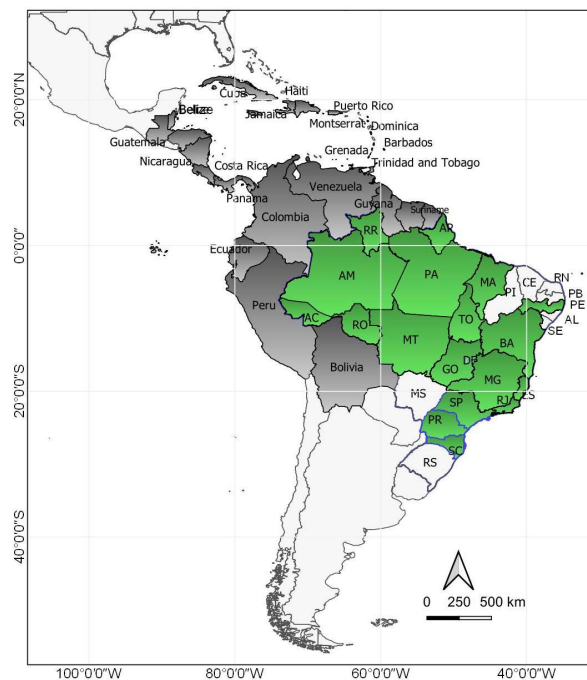 20°0'0"N
0°0'0"
20°0'0"S
40°0'0"S
Cuba
Haiti
Belize
Jamaica
Puerto Rico
Montserrat
Dominica
Guatemala
Barbados
Grenada
Nicaragua
Costa Rica
Trinidad and Tobago
Panama
Venezuela
Guyana
Suriname
Colombia
RR
AP
Ecuador
AM
PA
MA
CE
RN
PI
PB
PE
Peru
AC
RO
TO
AL
SE
MT
BA
DF
Bolivia
GO
MG
MS
ES
SP
RJ
PR
SC
RS
0 250 500 km
100°0'0"W 80°0'0"W 60°0'0"W 40°0'0"W